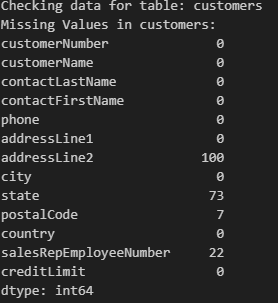 Checking data for table: customers
Missing Values in customers:
customerNumber 0
customerName 0
contactLastName 0
contactFirstName 0
phone 0
addressLine1 0
addressLine2 100
city 0
state 73
postalCode 7
country 0
salesRepEmployeeNumber 22
creditLimit 0
dtype: int64